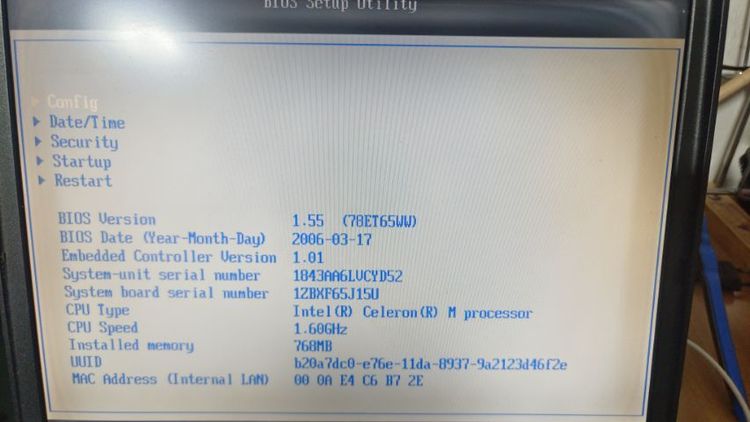 BIOS Setup Utility
Config
Date/Time
Security
Startup
Restart
BIOS Version 1.55 (78ET65WW)
BIOS Date (Year-Month-Day) 2006-03-17
Embedded Controller Version 1.01
System-unit serial number 1843AA6LVCYD52
System board serial number 1ZBXF65J15U
CPU Type Intel(R) Celeron(R) M processor
CPU Speed 1.60GHz
Installed memory 768MB
UUID b20a7dc0-e76e-11da-8937-9a2123d46f2e
MAC Address (Internal LAN) 00 0A E4 C6 B7 2E